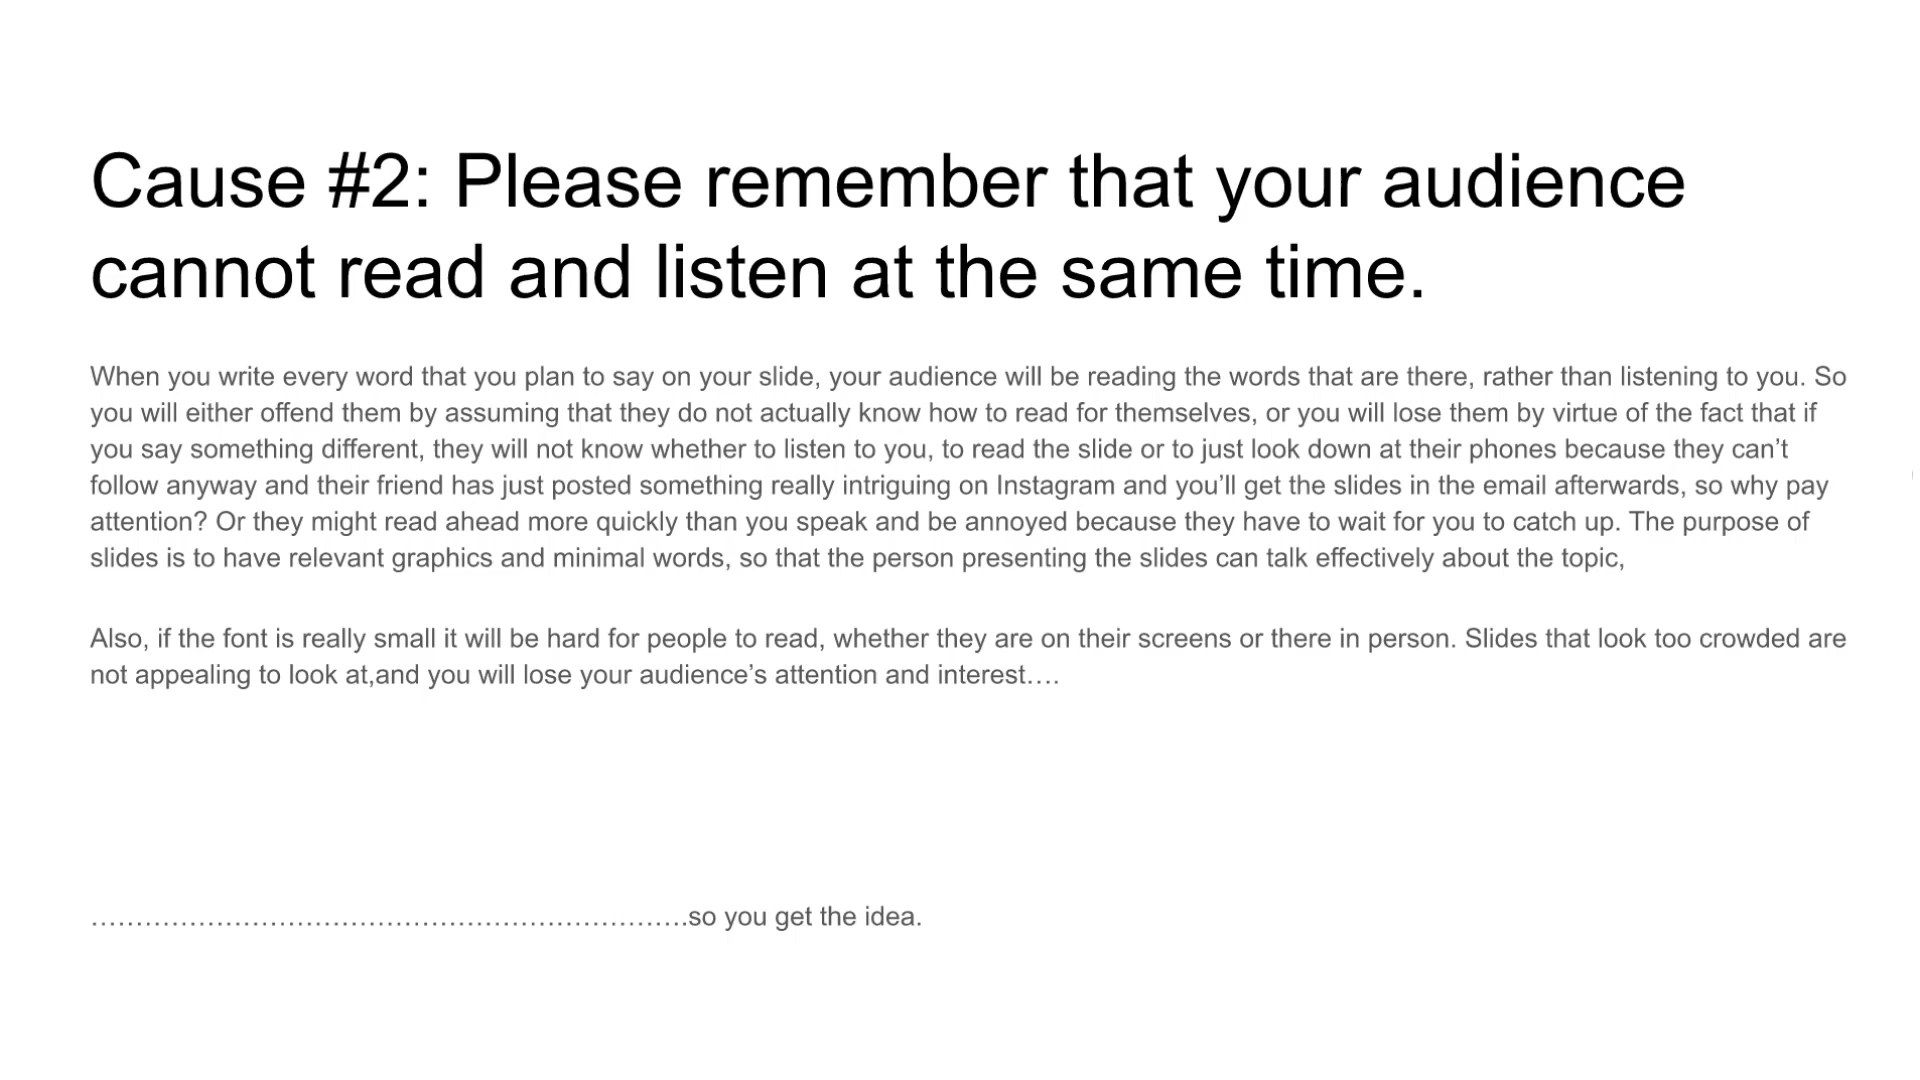 Cause #2: Please remember that your audience
cannot read and listen at the same time.
When you write every word that you plan to say on your slide, your audience will be reading the words that are there, rather than listening to you. So
you will either offend them by assuming that they do not actually know how to read for themselves, or you will lose them by virtue of the fact that if
you say something different, they will not know whether to listen to you, to read the slide or to just look down at their phones because they can’t
follow anyway and their friend has just posted something really intriguing on Instagram and you’ll get the slides in the email afterwards, so why pay
attention? Or they might read ahead more quickly than you speak and be annoyed because they have to wait for you to catch up. The purpose of
slides is to have relevant graphics and minimal words, so that the person presenting the slides can talk effectively about the topic,
Also, if the font is really small it will be hard for people to read, whether they are on their screens or there in person. Slides that look too crowded are
not appealing to look at,and you will lose your audience’s attention and interest….
………………………………………………………….so you get the idea.